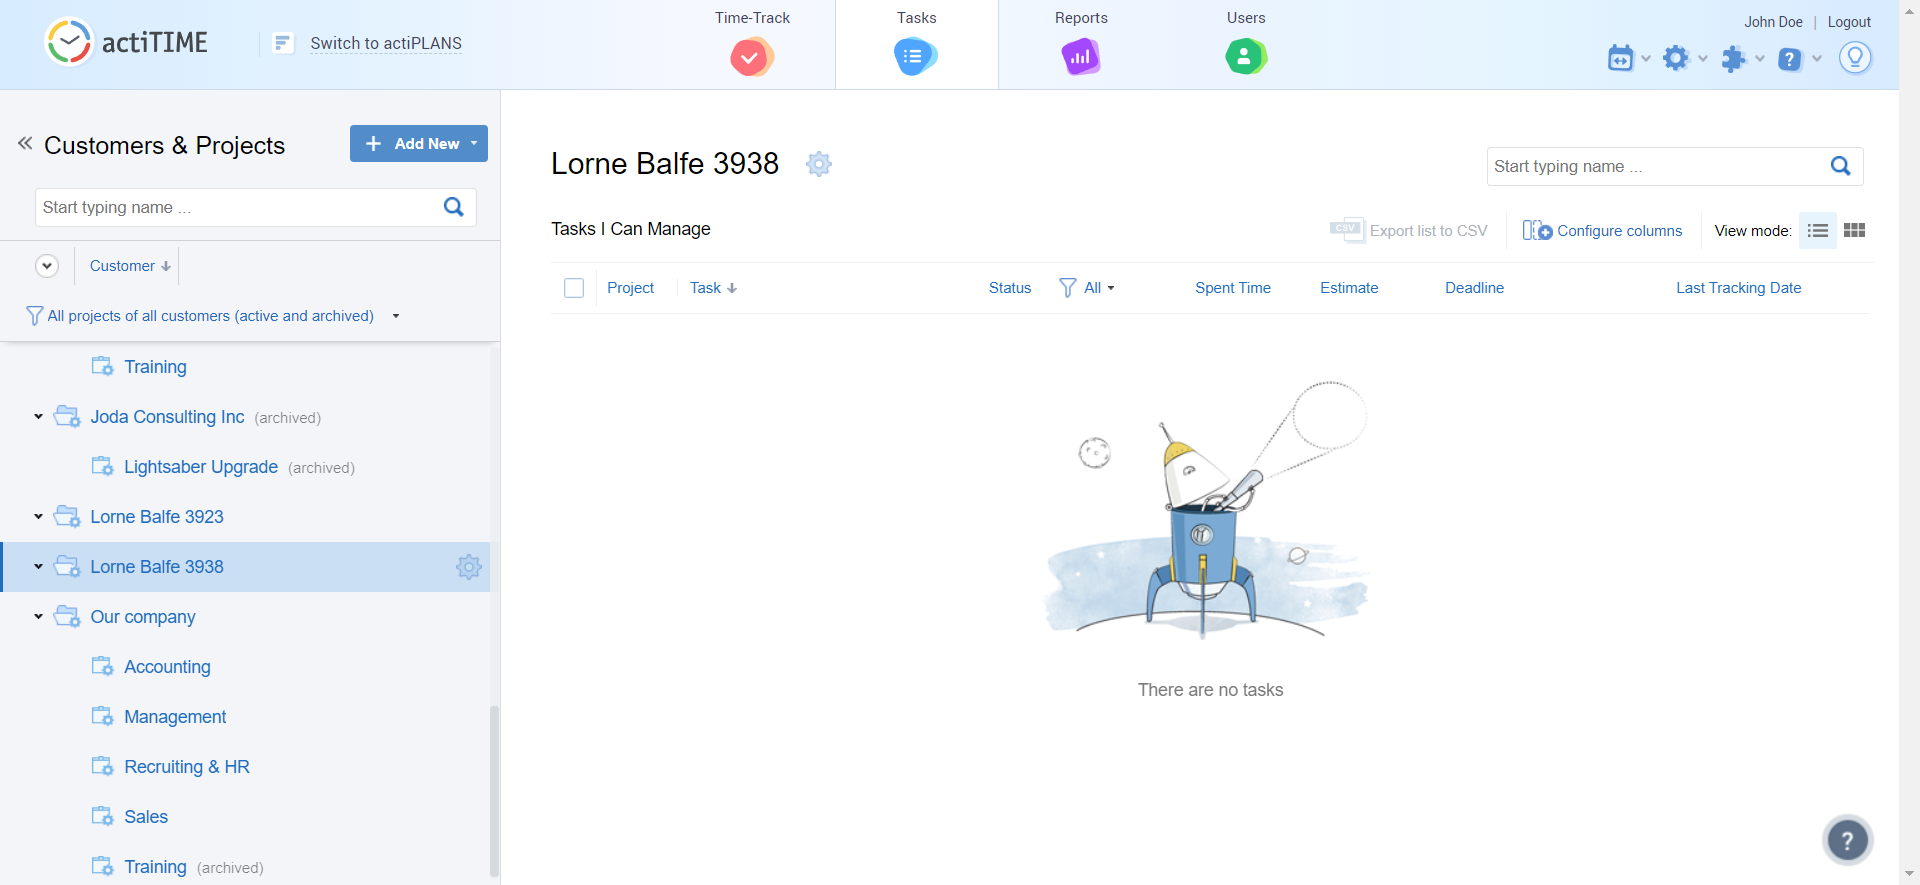 actiTIME
Switch to actiPLANS
Time-Track
Tasks
Reports
Users
John Doe | Logout
Customers & Projects
Add New
Start typing name ...
Customer
All projects of all customers (active and archived)
Training
Joda Consulting Inc (archived)
Lightsaber Upgrade (archived)
Lorne Balfe 3923
Lorne Balfe 3938
Our company
Accounting
Management
Recruiting & HR
Sales
Training (archived)
Lorne Balfe 3938
Start typing name ...
Tasks I Can Manage
CSV Export list to CSV
Configure columns
View mode:
Project Task Status All Spent Time Estimate Deadline Last Tracking Date
There are no tasks
?